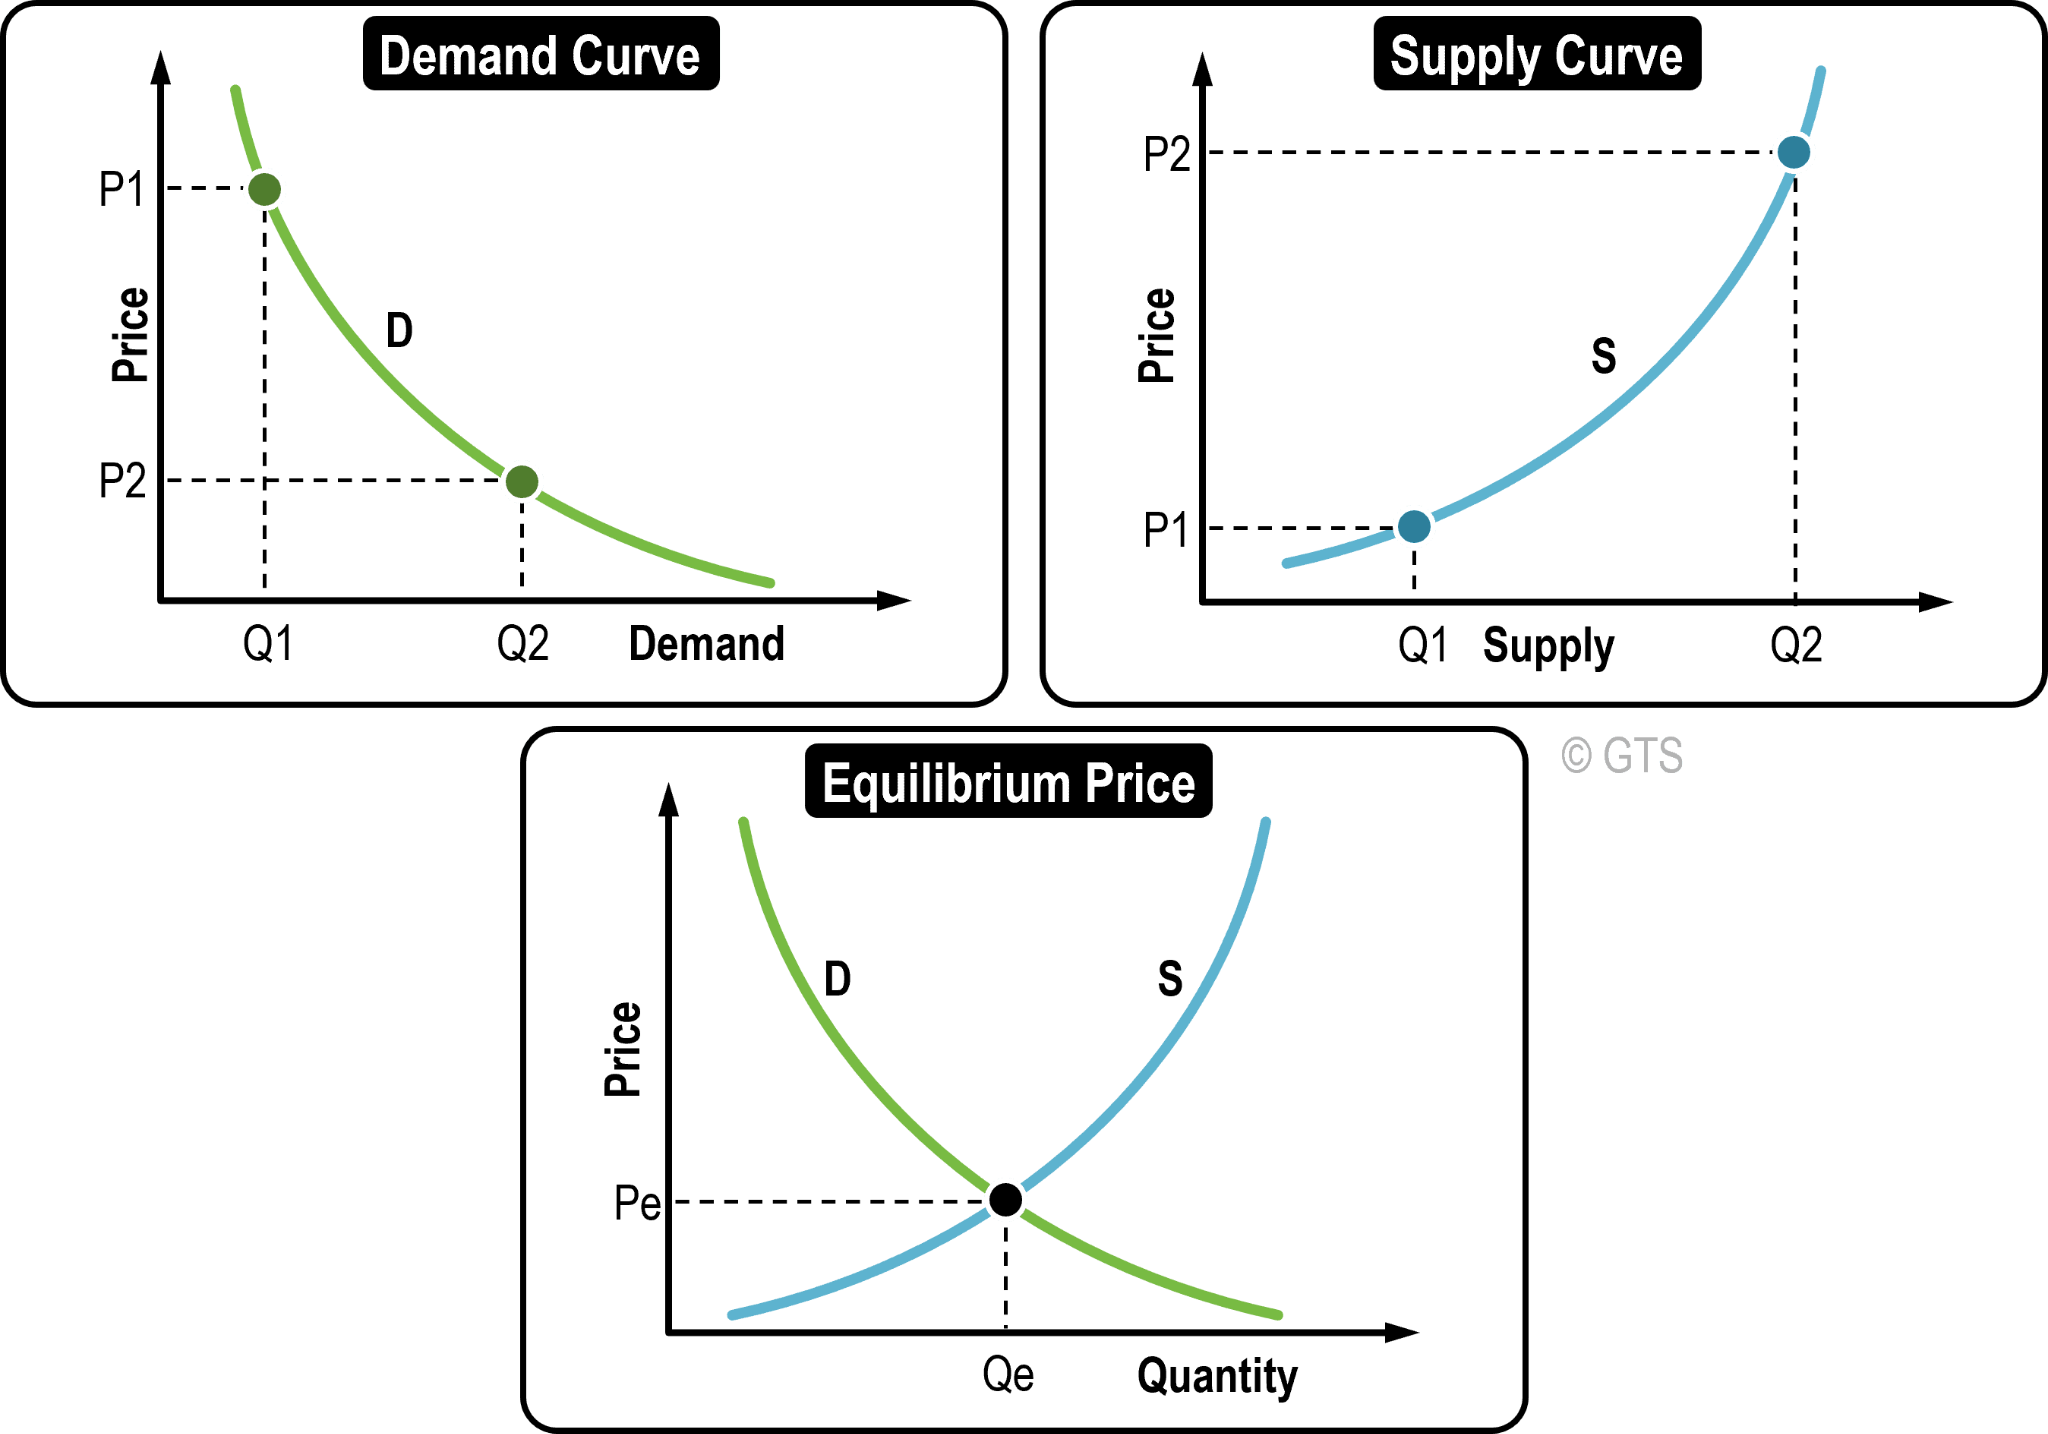 Demand Curve
P1
D
Price
P2
Q1 Q2 Demand
Supply Curve
P2
Price
S
P1
Q1 Supply Q2
© GTS
Equilibrium Price
D S
Price
Pe
Qe Quantity